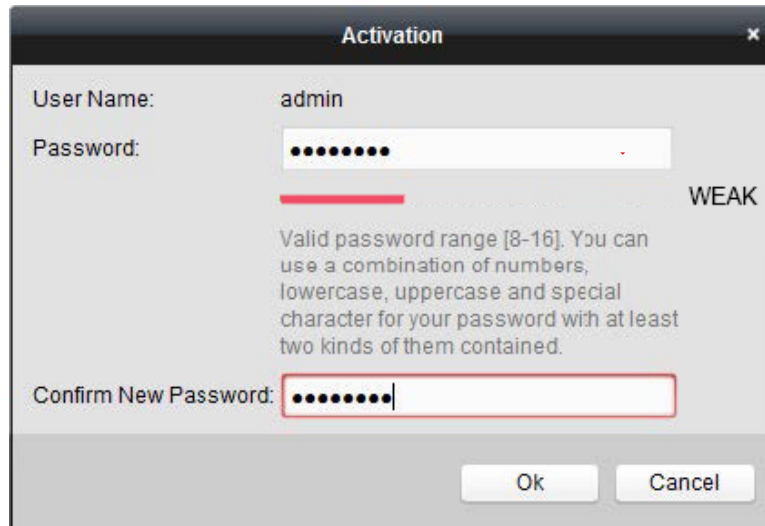 Activation ×
User Name: admin
Password: ●●●●●●●●
WEAK
Valid password range [8-16]. You can
use a combination of numbers,
lowercase, uppercase and special
character for your password with at least
two kinds of them contained.
Confirm New Password: ●●●●●●●●
Ok Cancel